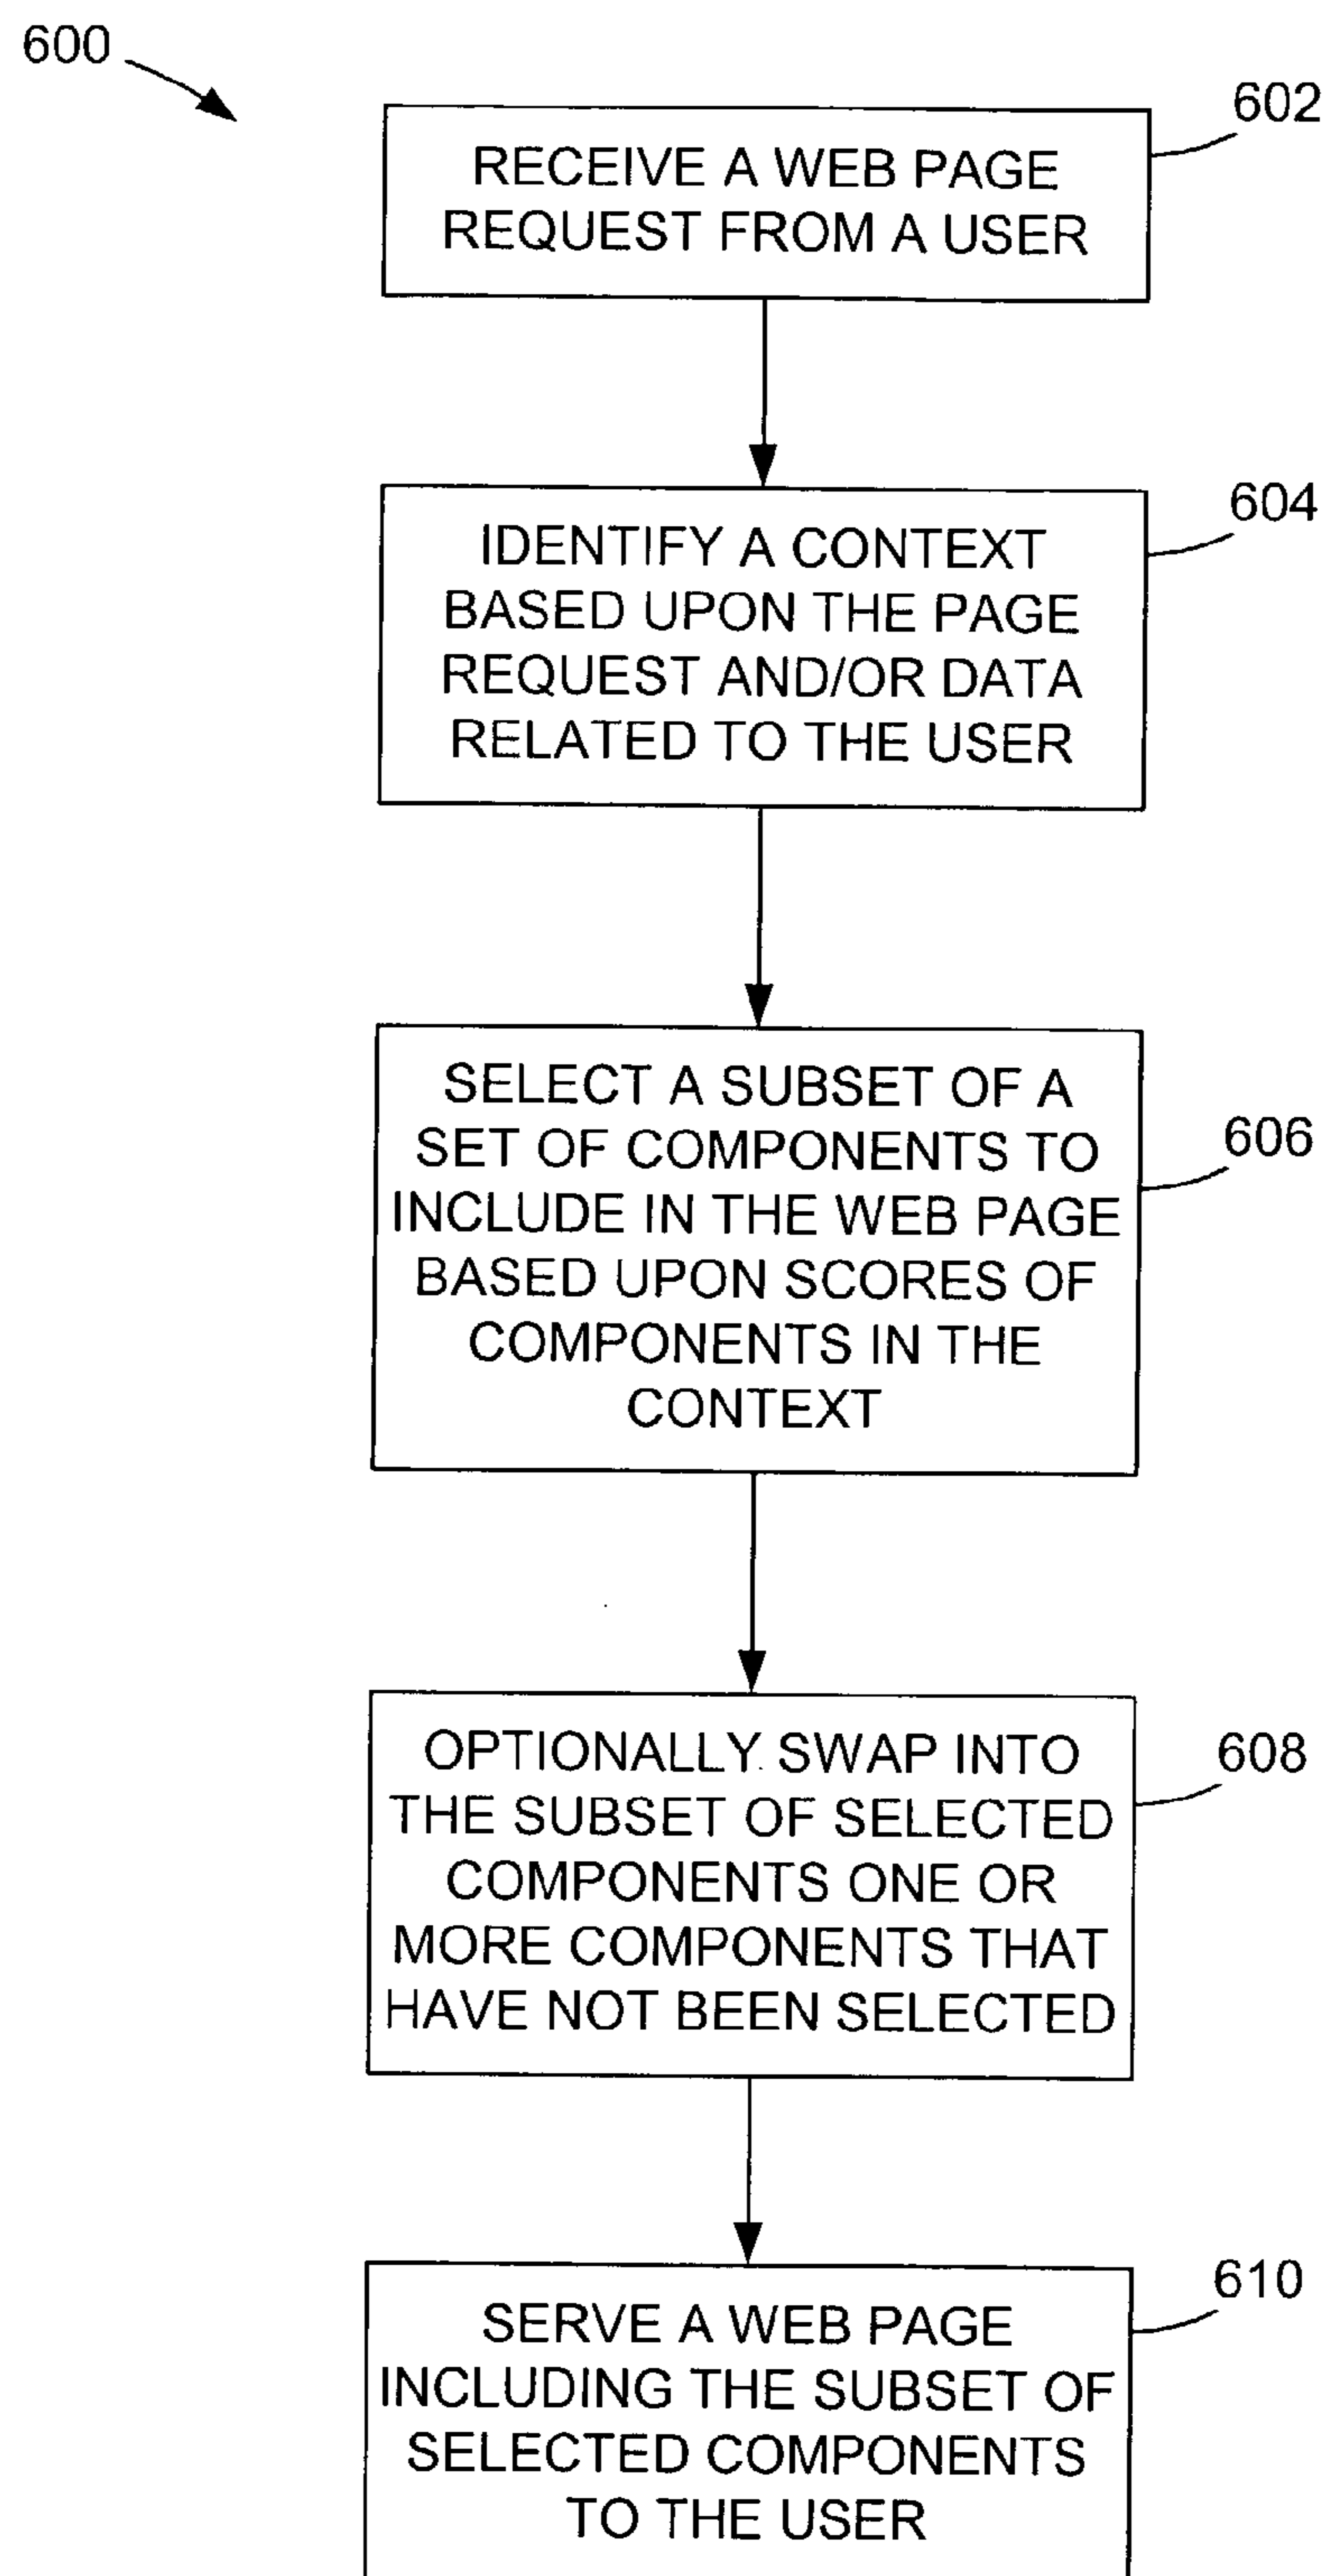 600
602
RECEIVE A WEB PAGE
REQUEST FROM A USER
604
IDENTIFY A CONTEXT
BASED UPON THE PAGE
REQUEST AND/OR DATA
RELATED TO THE USER
606
SELECT A SUBSET OF A
SET OF COMPONENTS TO
INCLUDE IN THE WEB PAGE
BASED UPON SCORES OF
COMPONENTS IN THE
CONTEXT
608
OPTIONALLY SWAP INTO
THE SUBSET OF SELECTED
COMPONENTS ONE OR
MORE COMPONENTS THAT
HAVE NOT BEEN SELECTED
610
SERVE A WEB PAGE
INCLUDING THE SUBSET OF
SELECTED COMPONENTS
TO THE USER